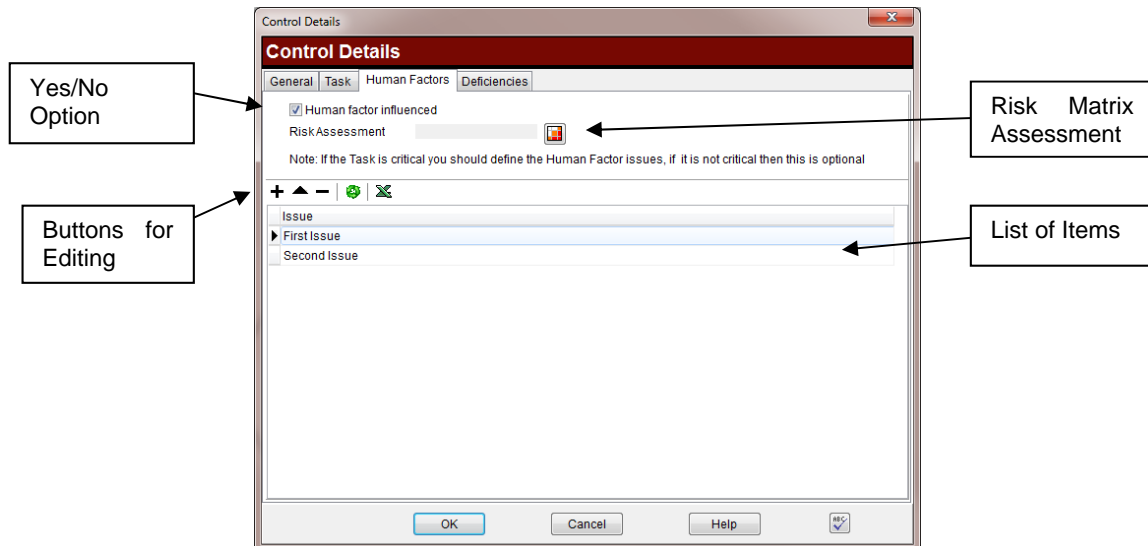 Control Details
Control Details
General Task Human Factors Deficiencies
Yes/No
Option
Human factor influenced
RiskAssessment
Risk Matrix
Assessment
Note: If the Task is critical you should define the Human Factor issues, if it is not critical then this is optional
Buttons for
Editing
Issue
First Issue
Second Issue
List of Items
OK Cancel Help ABC